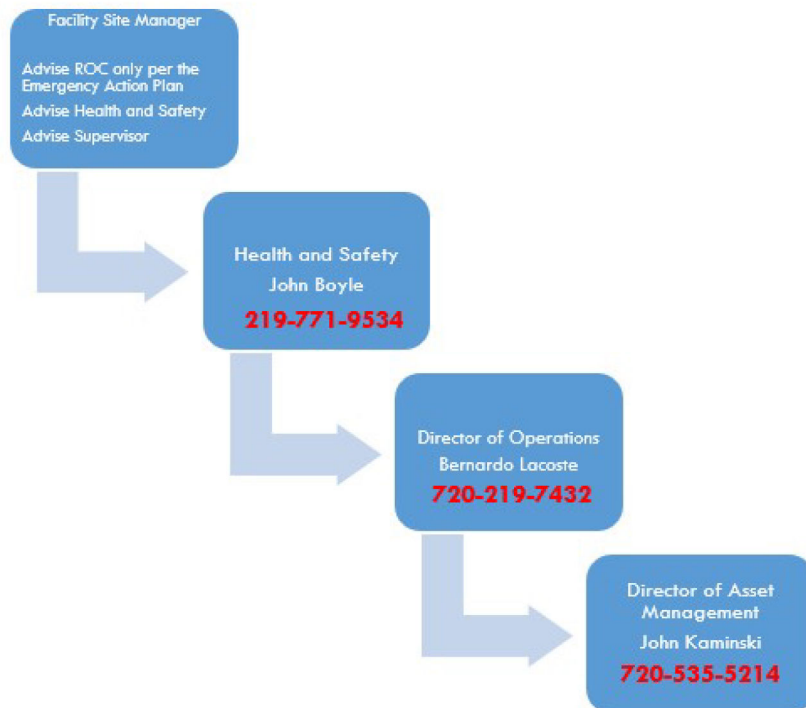 Facility Site Manager
Advise ROC only per the
Emergency Action Plan
Advise Health and Safety
Advise Supervisor
Health and Safety
John Boyle
219-771-9534
Director of Operations
Bernardo Lacoste
720-219-7432
Director of Asset
Management
John Kaminski
720-535-5214